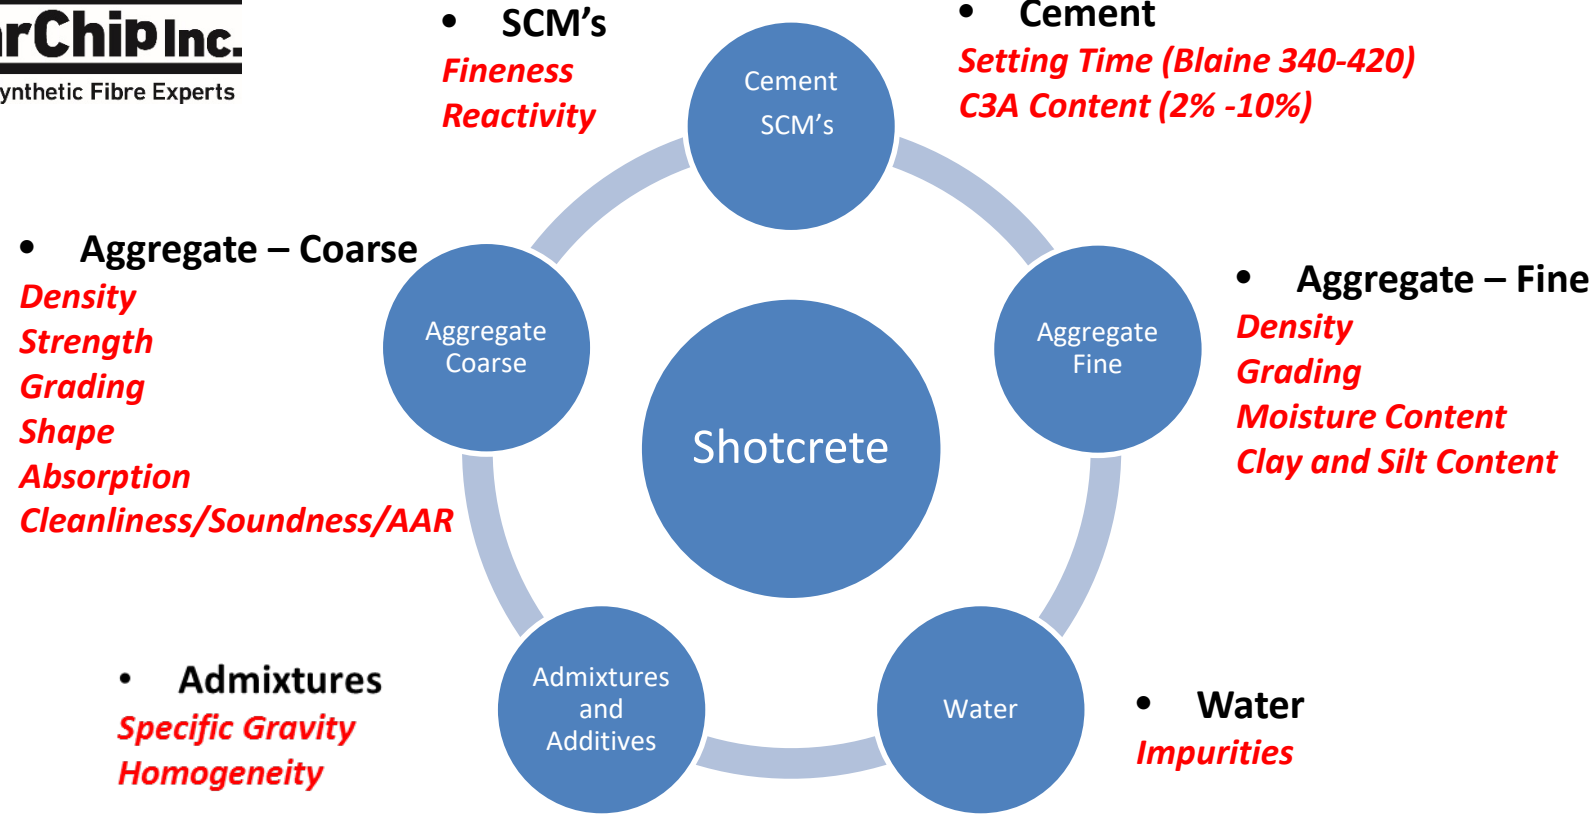 rChip Inc.
ynthetic Fibre Experts
• SCM’s
Fineness
Reactivity
• Cement
Setting Time (Blaine 340-420)
C3A Content (2% -10%)
Cement
SCM’s
• Aggregate – Coarse
Density
Strength
Grading
Shape
Absorption
Cleanliness/Soundness/AAR
Aggregate
Coarse
Aggregate
Fine
• Aggregate – Fine
Density
Grading
Moisture Content
Clay and Silt Content
Shotcrete
• Admixtures
Specific Gravity
Homogeneity
Admixtures
and
Additives
Water
• Water
Impurities